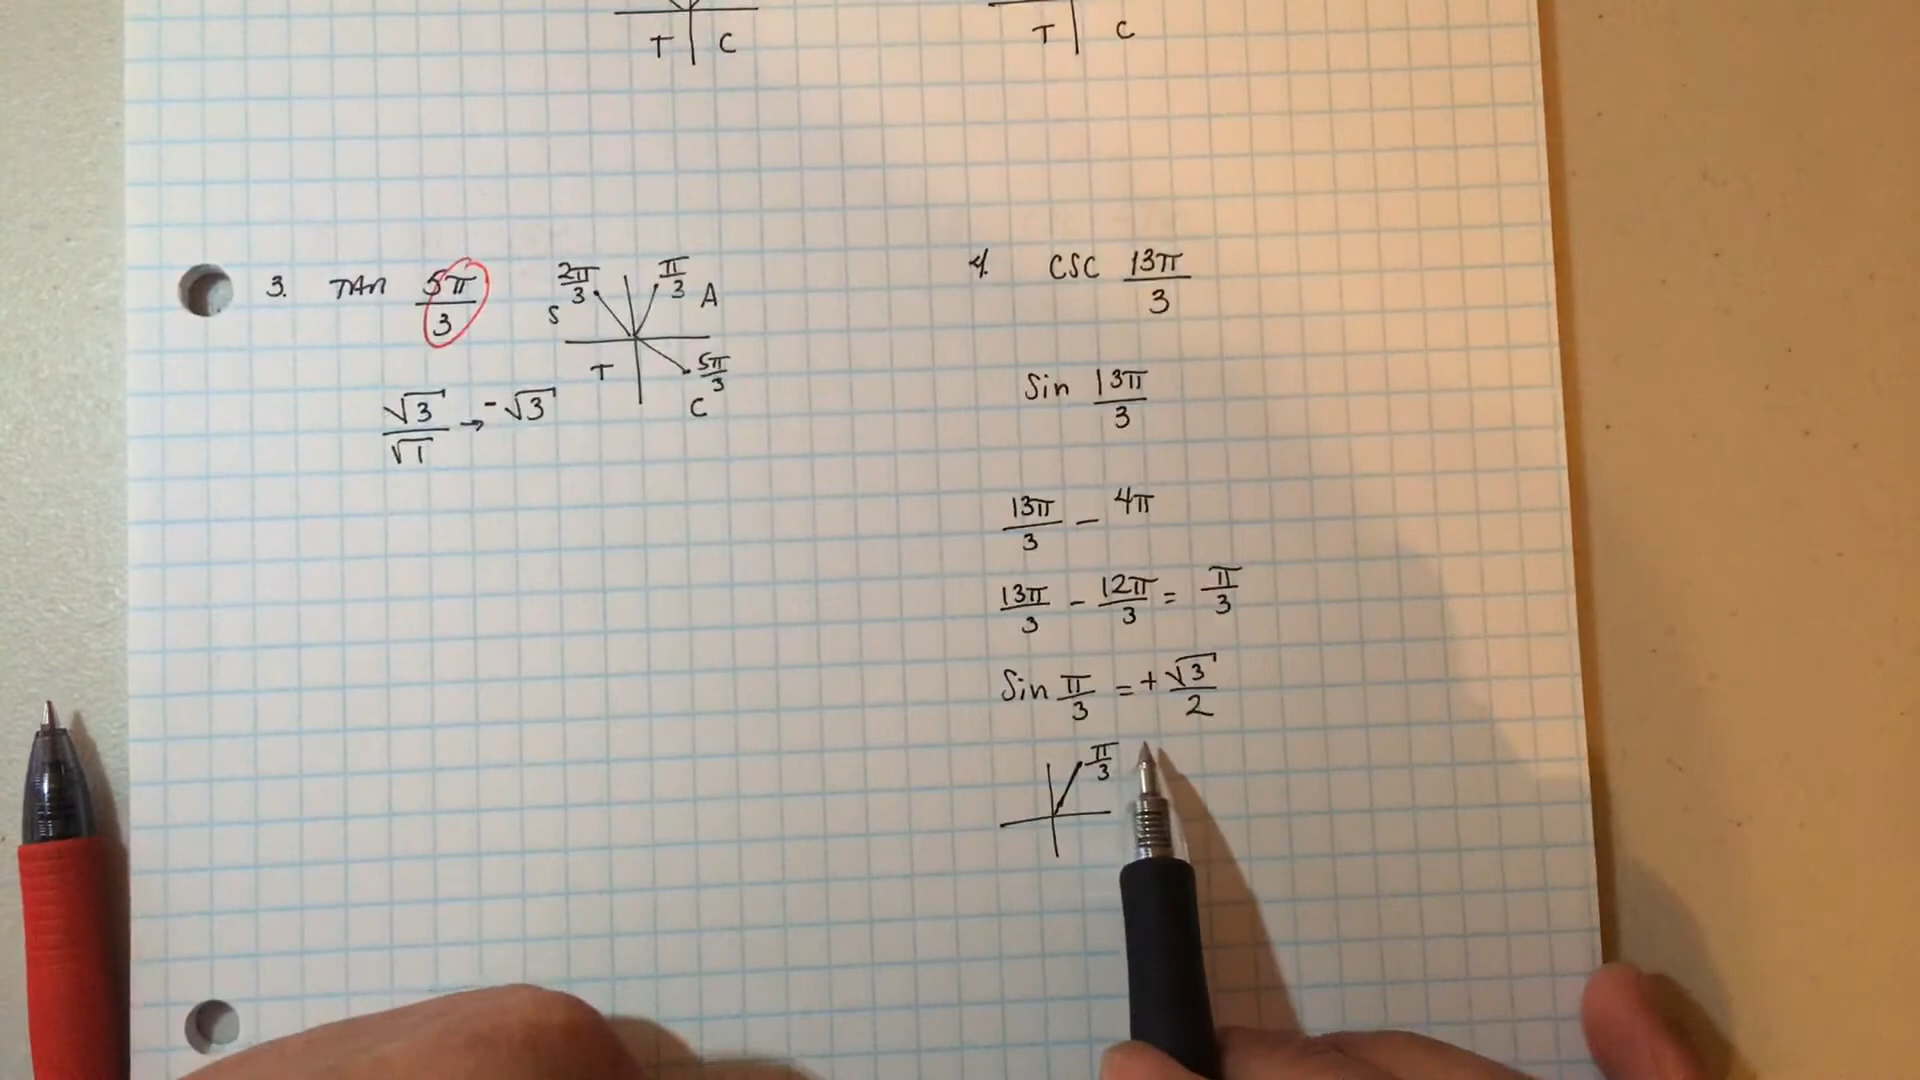 T C
T C
3. TAN 5π/3
2π/3 π/3
S A
T 5π/3
C
√3/√1 → -√3
4. CSC 13π/3
Sin 13π/3
13π/3 - 4π
13π/3 - 12π/3 = π/3
Sin π/3 = + √3/2
π/3